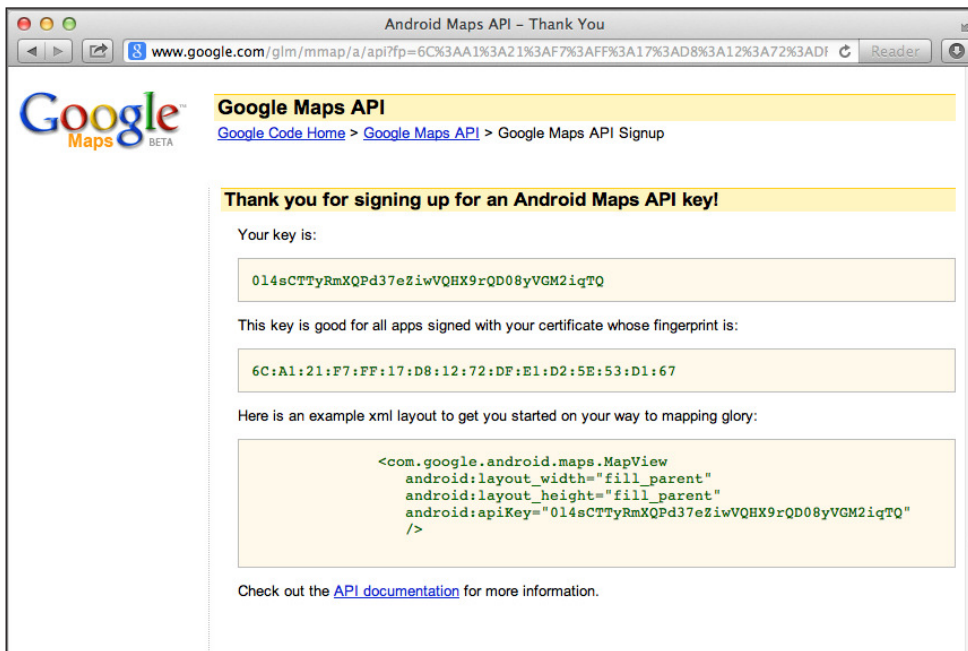 Android Maps API – Thank You
www.google.com/glm/mmap/a/api?fp=6C%3AA1%3A21%3AF7%3AFF%3A17%3AD8%3A12%3A72%3ADF
Reader
Google Maps BETA
Google Maps API
Google Code Home > Google Maps API > Google Maps API Signup
Thank you for signing up for an Android Maps API key!
Your key is:
0l4sCTTyRmXQPd37eZiwVQHX9rQD08yVGM2iqTQ
This key is good for all apps signed with your certificate whose fingerprint is:
6C:A1:21:F7:FF:17:D8:12:72:DF:E1:D2:5E:53:D1:67
Here is an example xml layout to get you started on your way to mapping glory:
<com.google.android.maps.MapView
android:layout_width="fill_parent"
android:layout_height="fill_parent"
android:apiKey="0l4sCTTyRmXQPd37eZiwVQHX9rQD08yVGM2iqTQ"
/>
Check out the API documentation for more information.